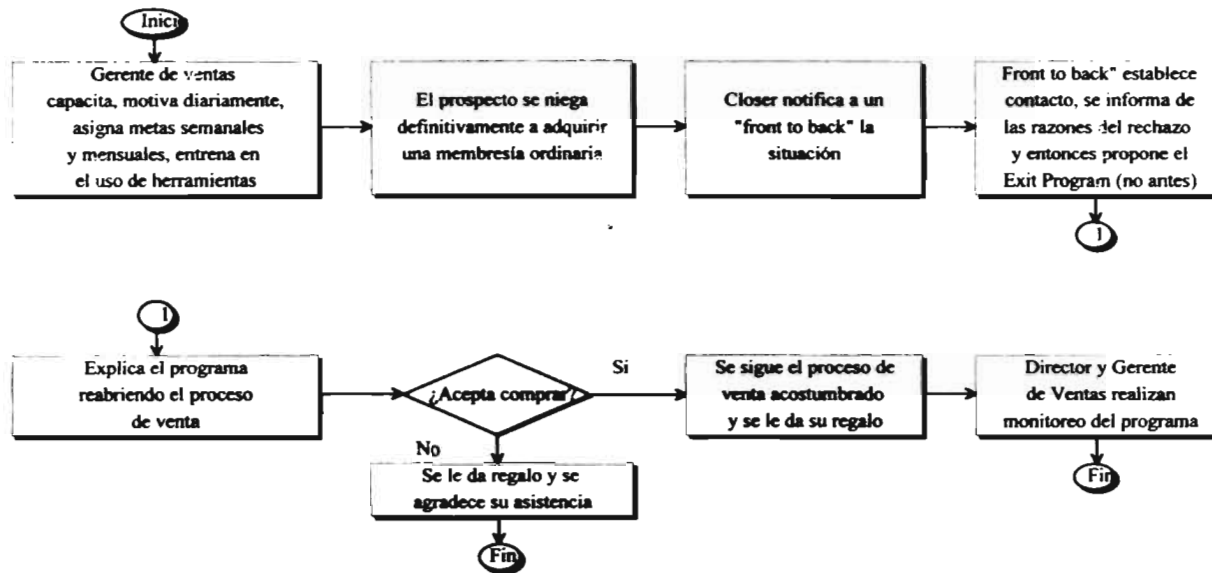 Inicio
Gerente de ventas
capacita, motiva diariamente,
asigna metas semanales
y mensuales, entrena en
el uso de herramientas
El prospecto se niega
definitivamente a adquirir
una membresía ordinaria
Closer notifica a un
"front to back" la
situación
Front to back" establece
contacto, se informa de
las razones del rechazo
y entonces propone el
Exit Program (no antes)
1
1
Explica el programa
reabriendo el proceso
de venta
¿Acepta comprar?
Si
No
Se le da regalo y se
agradece su asistencia
Fin
Se sigue el proceso de
venta acostumbrado
y se le da su regalo
Director y Gerente
de Ventas realizan
monitoreo del programa
Fin